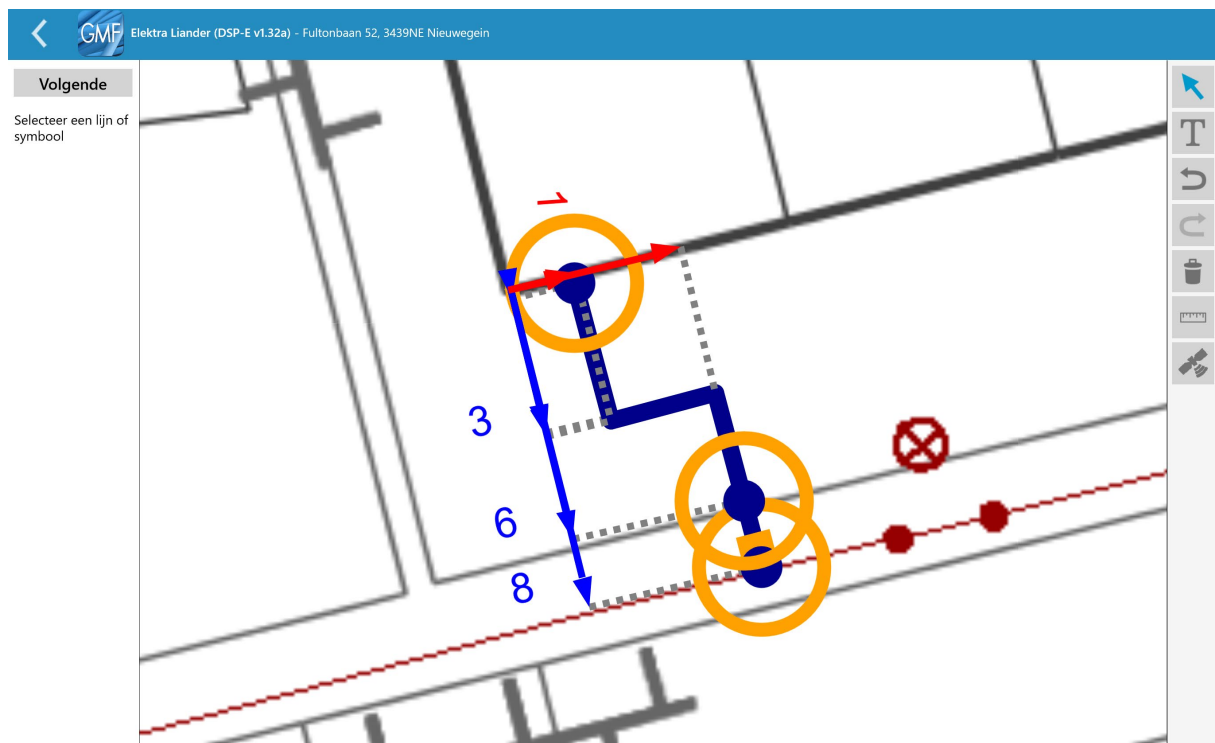 GMF
Elektra Liander (DSP-E v1.32a) - Fultonbaan 52, 3439NE Nieuwegein
Volgende
Selecteer een lijn of
symbool
T
1
3
6
8